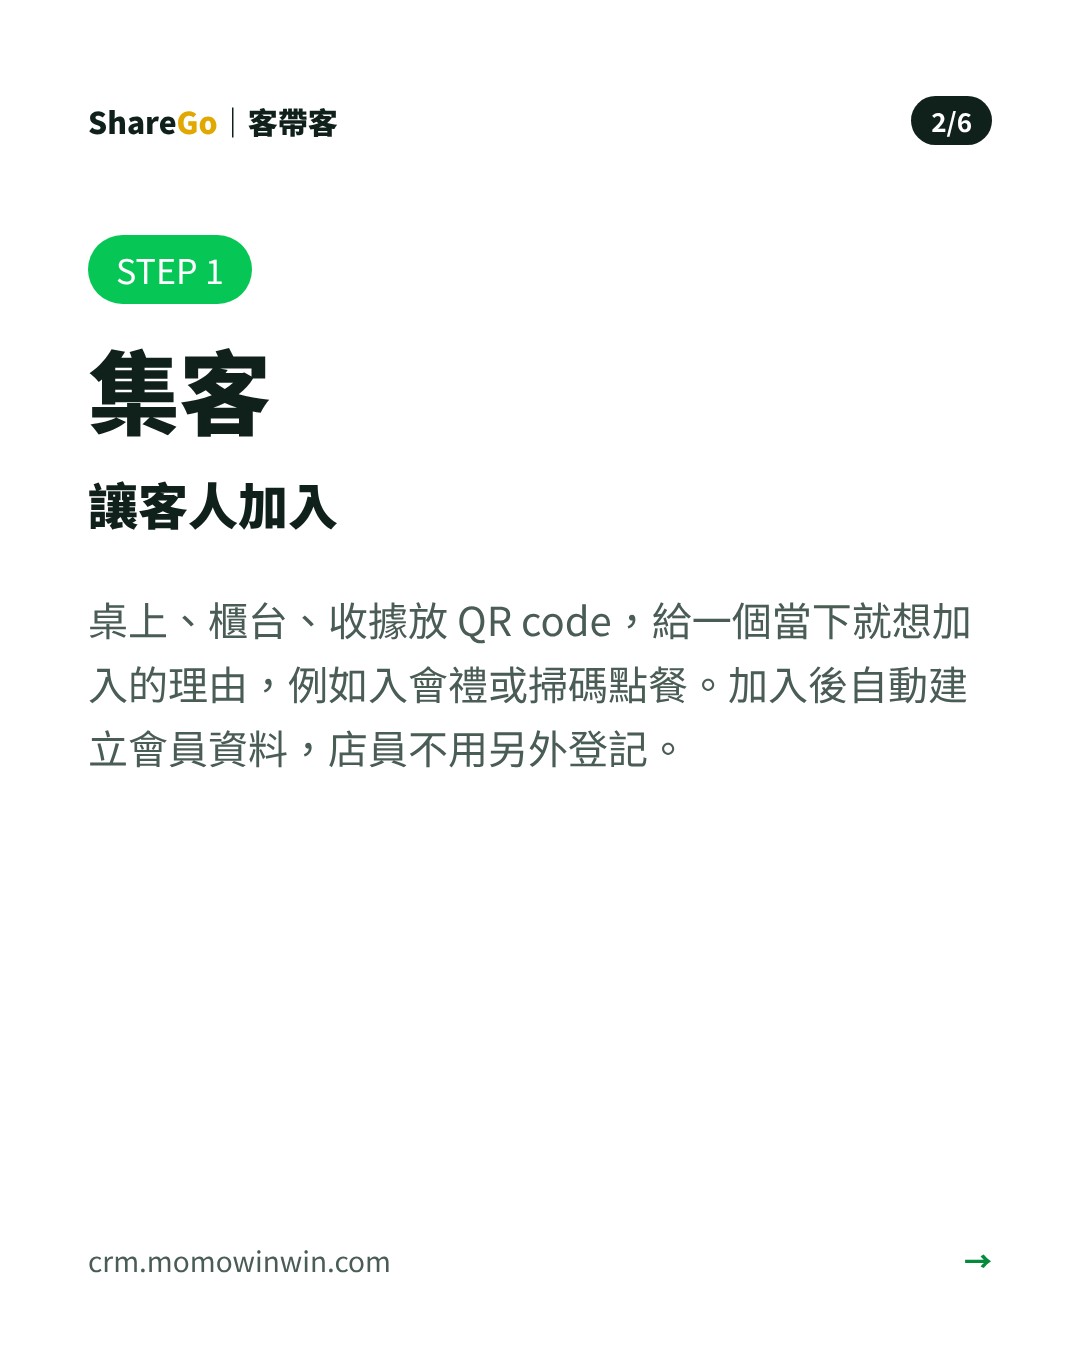 ShareGo｜客帶客
2/6
STEP 1
集客
讓客人加入
桌上、櫃台、收據放 QR code，給一個當下就想加
入的理由，例如入會禮或掃碼點餐。加入後自動建
立會員資料，店員不用另外登記。
crm.momowinwin.com
→